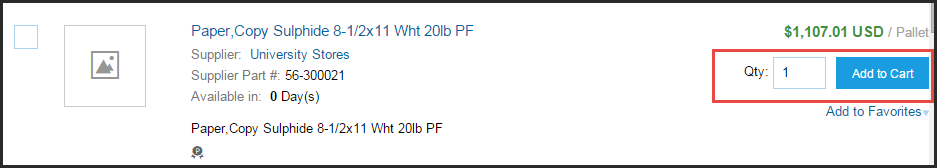 Paper,Copy Sulphide 8-1/2x11 Wht 20lb PF
$1,107.01 USD / Pallet
Supplier: University Stores
Supplier Part #: 56-300021
Qty: 1 Add to Cart
Available in: 0 Day(s)
Add to Favorites
Paper,Copy Sulphide 8-1/2x11 Wht 20lb PF
P